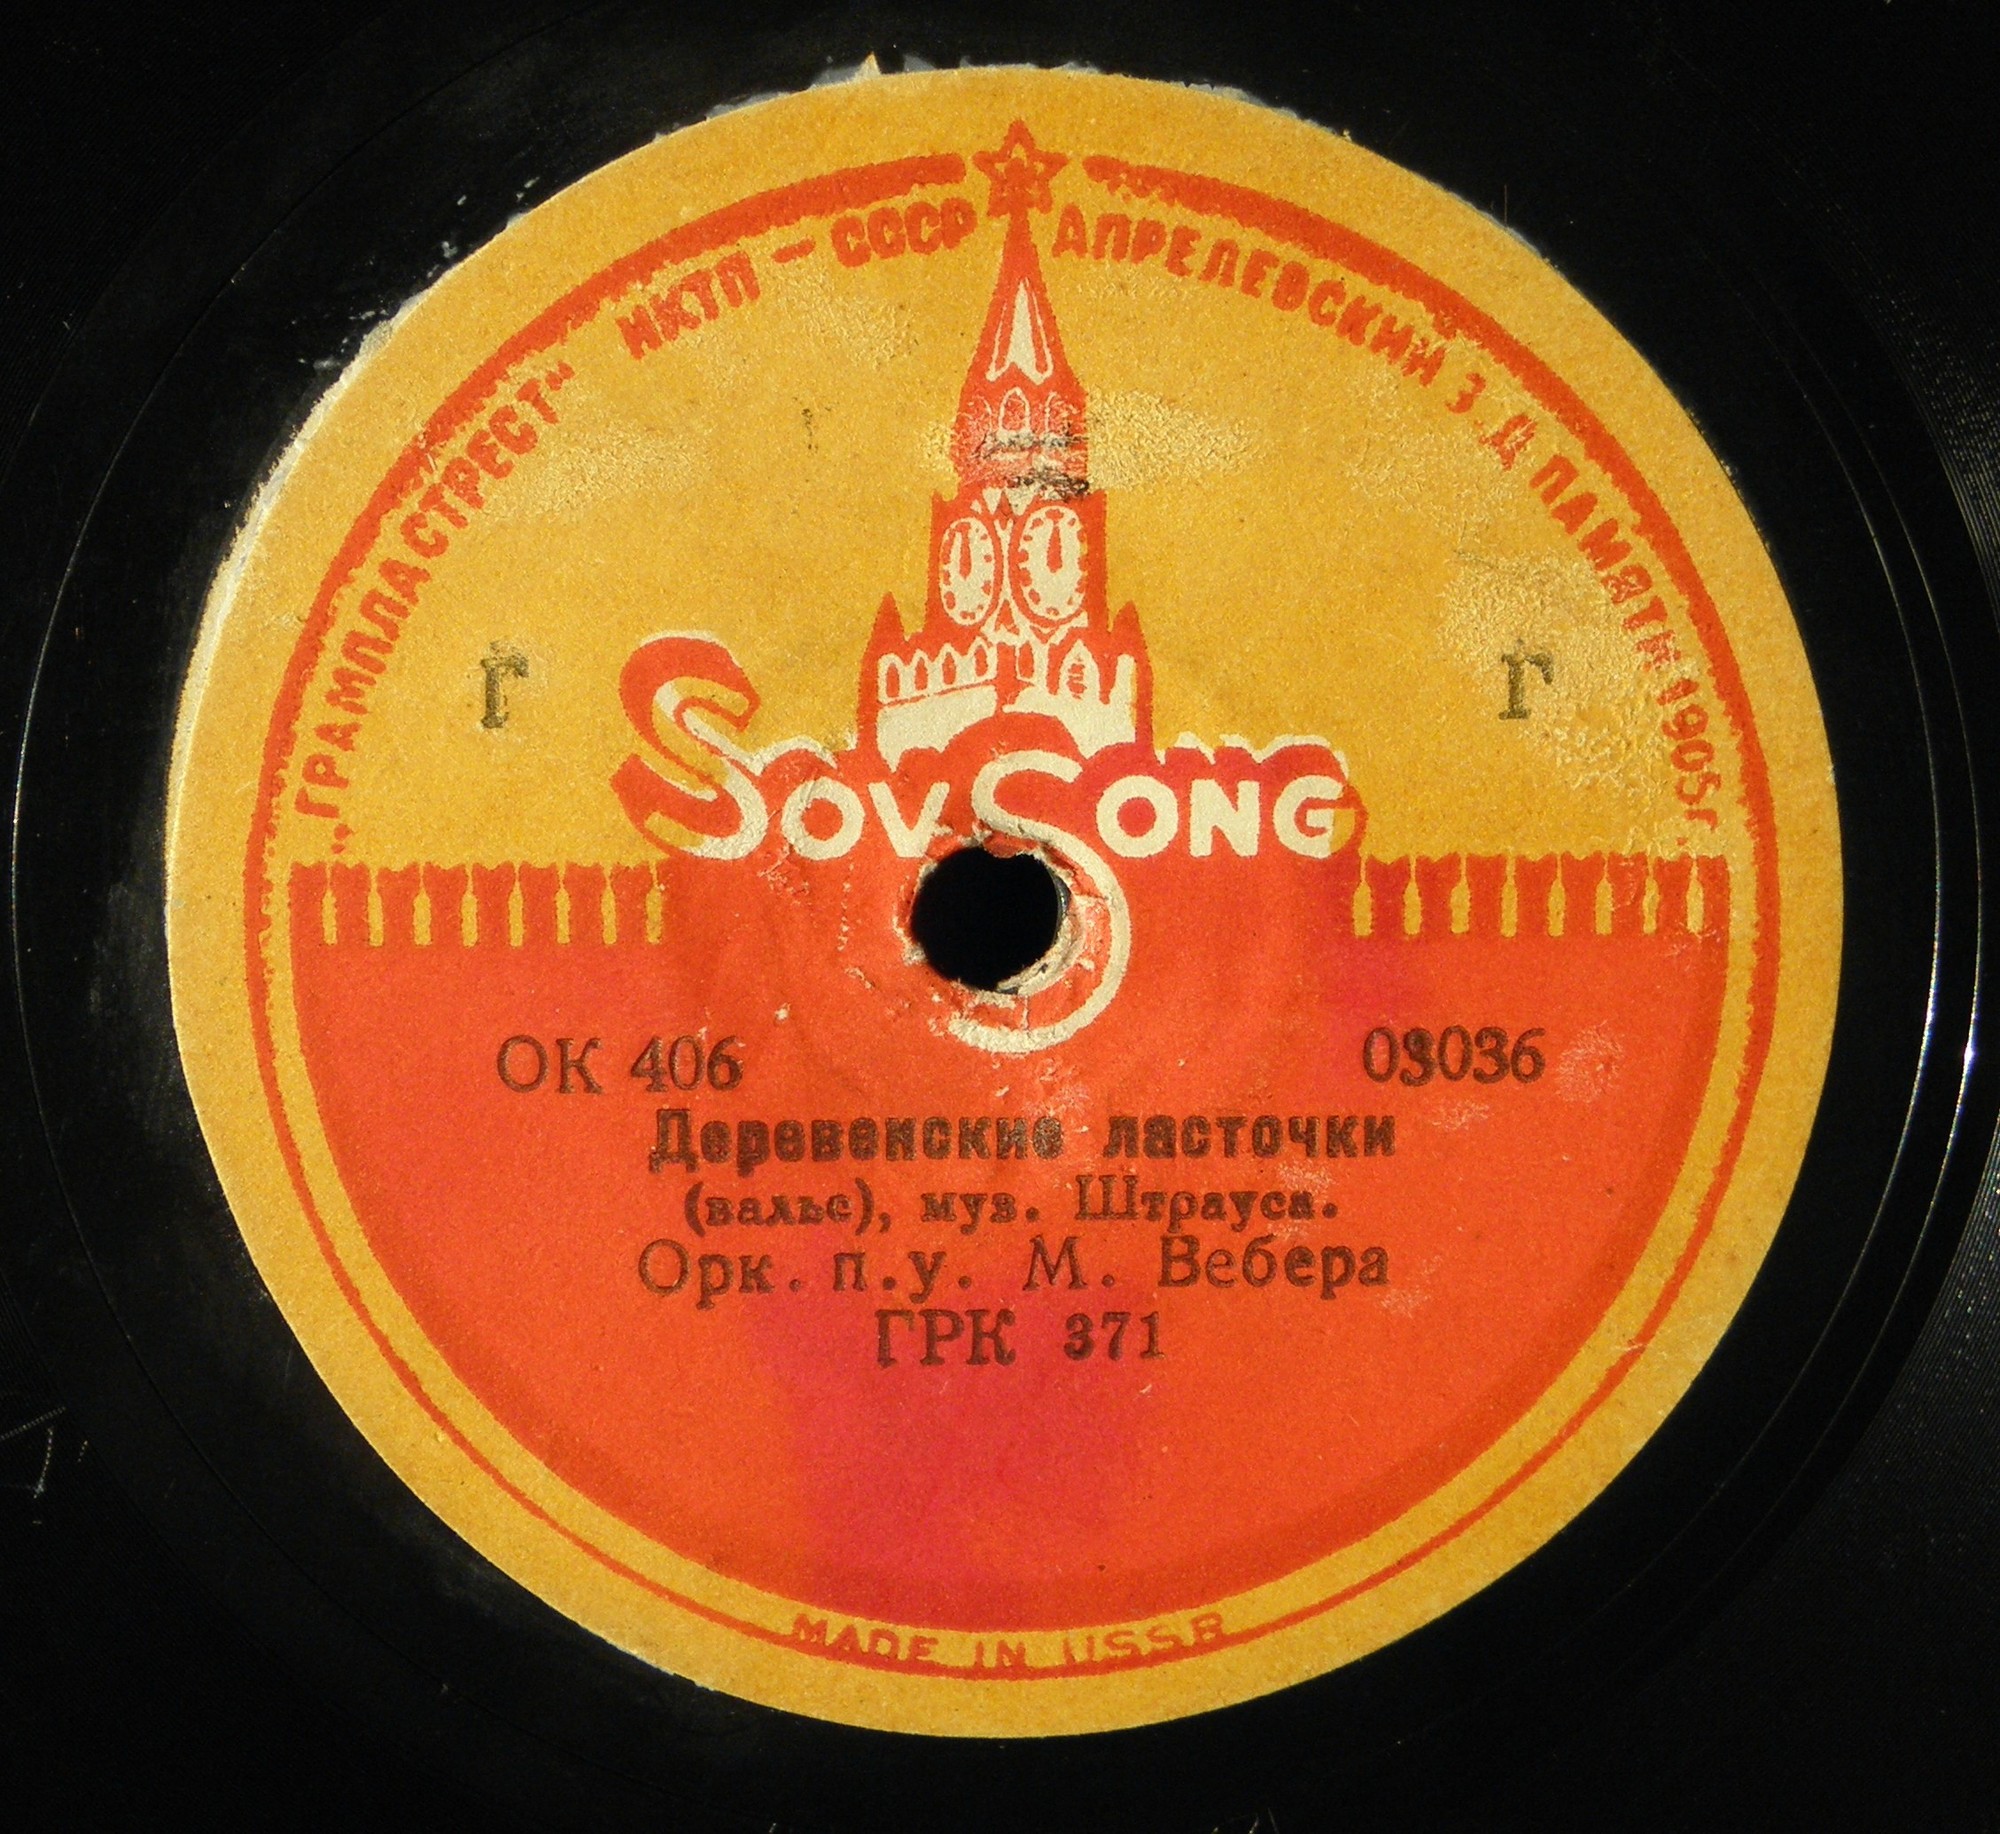 „ГРАМПЛАСТРЕСТ“ НКТП – СССР АПРЕЛЕВСКИЙ З-Д ПАМЯТИ 1905 г.
Г Г
SOVSONG
ОК 406 03036
Деревенские ласточки
(вальс), муз. Штрауса.
Орк. п.у. М. Вебера
ГРК 371
MADE IN USSR